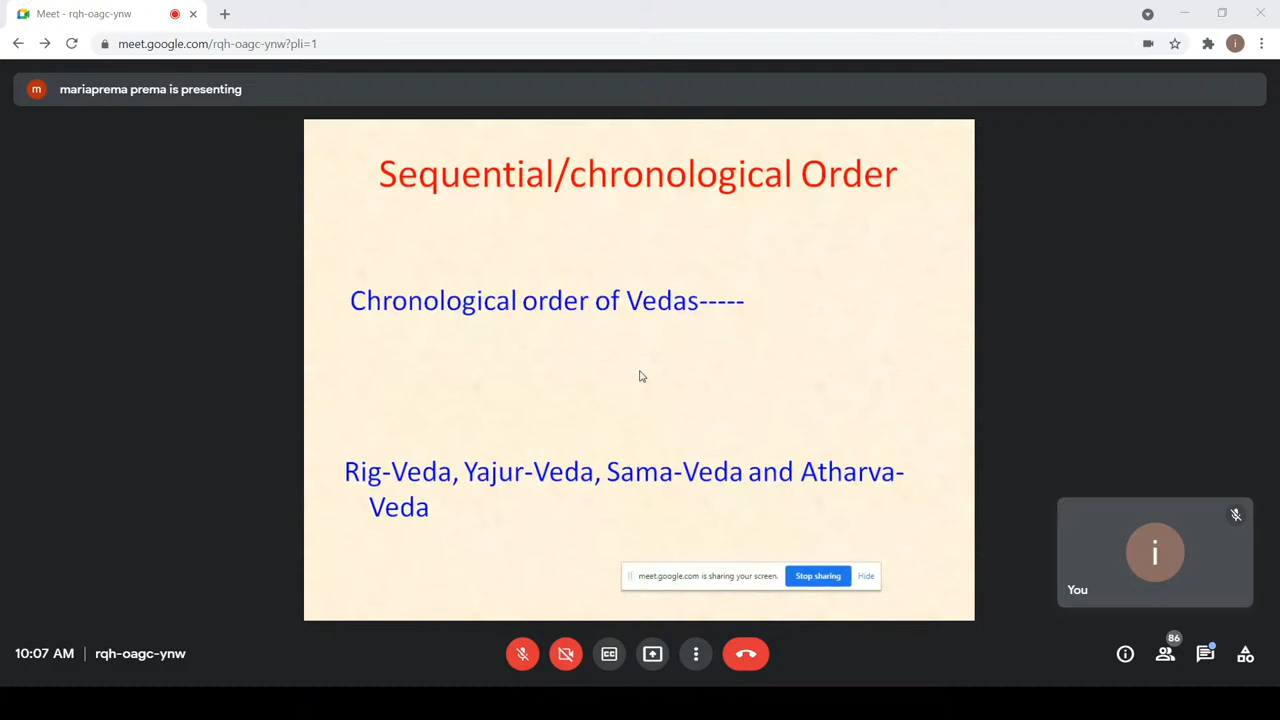 Meet - rqh-oagc-ynw
meet.google.com/rqh-oagc-ynw?pli=1
i
m
mariaprema prema is presenting
Sequential/chronological Order
Chronological order of Vedas-----
Rig-Veda, Yajur-Veda, Sama-Veda and Atharva-
Veda
meet.google.com is sharing your screen.
Stop sharing
Hide
i
You
10:07 AM
rqh-oagc-ynw
CC
86